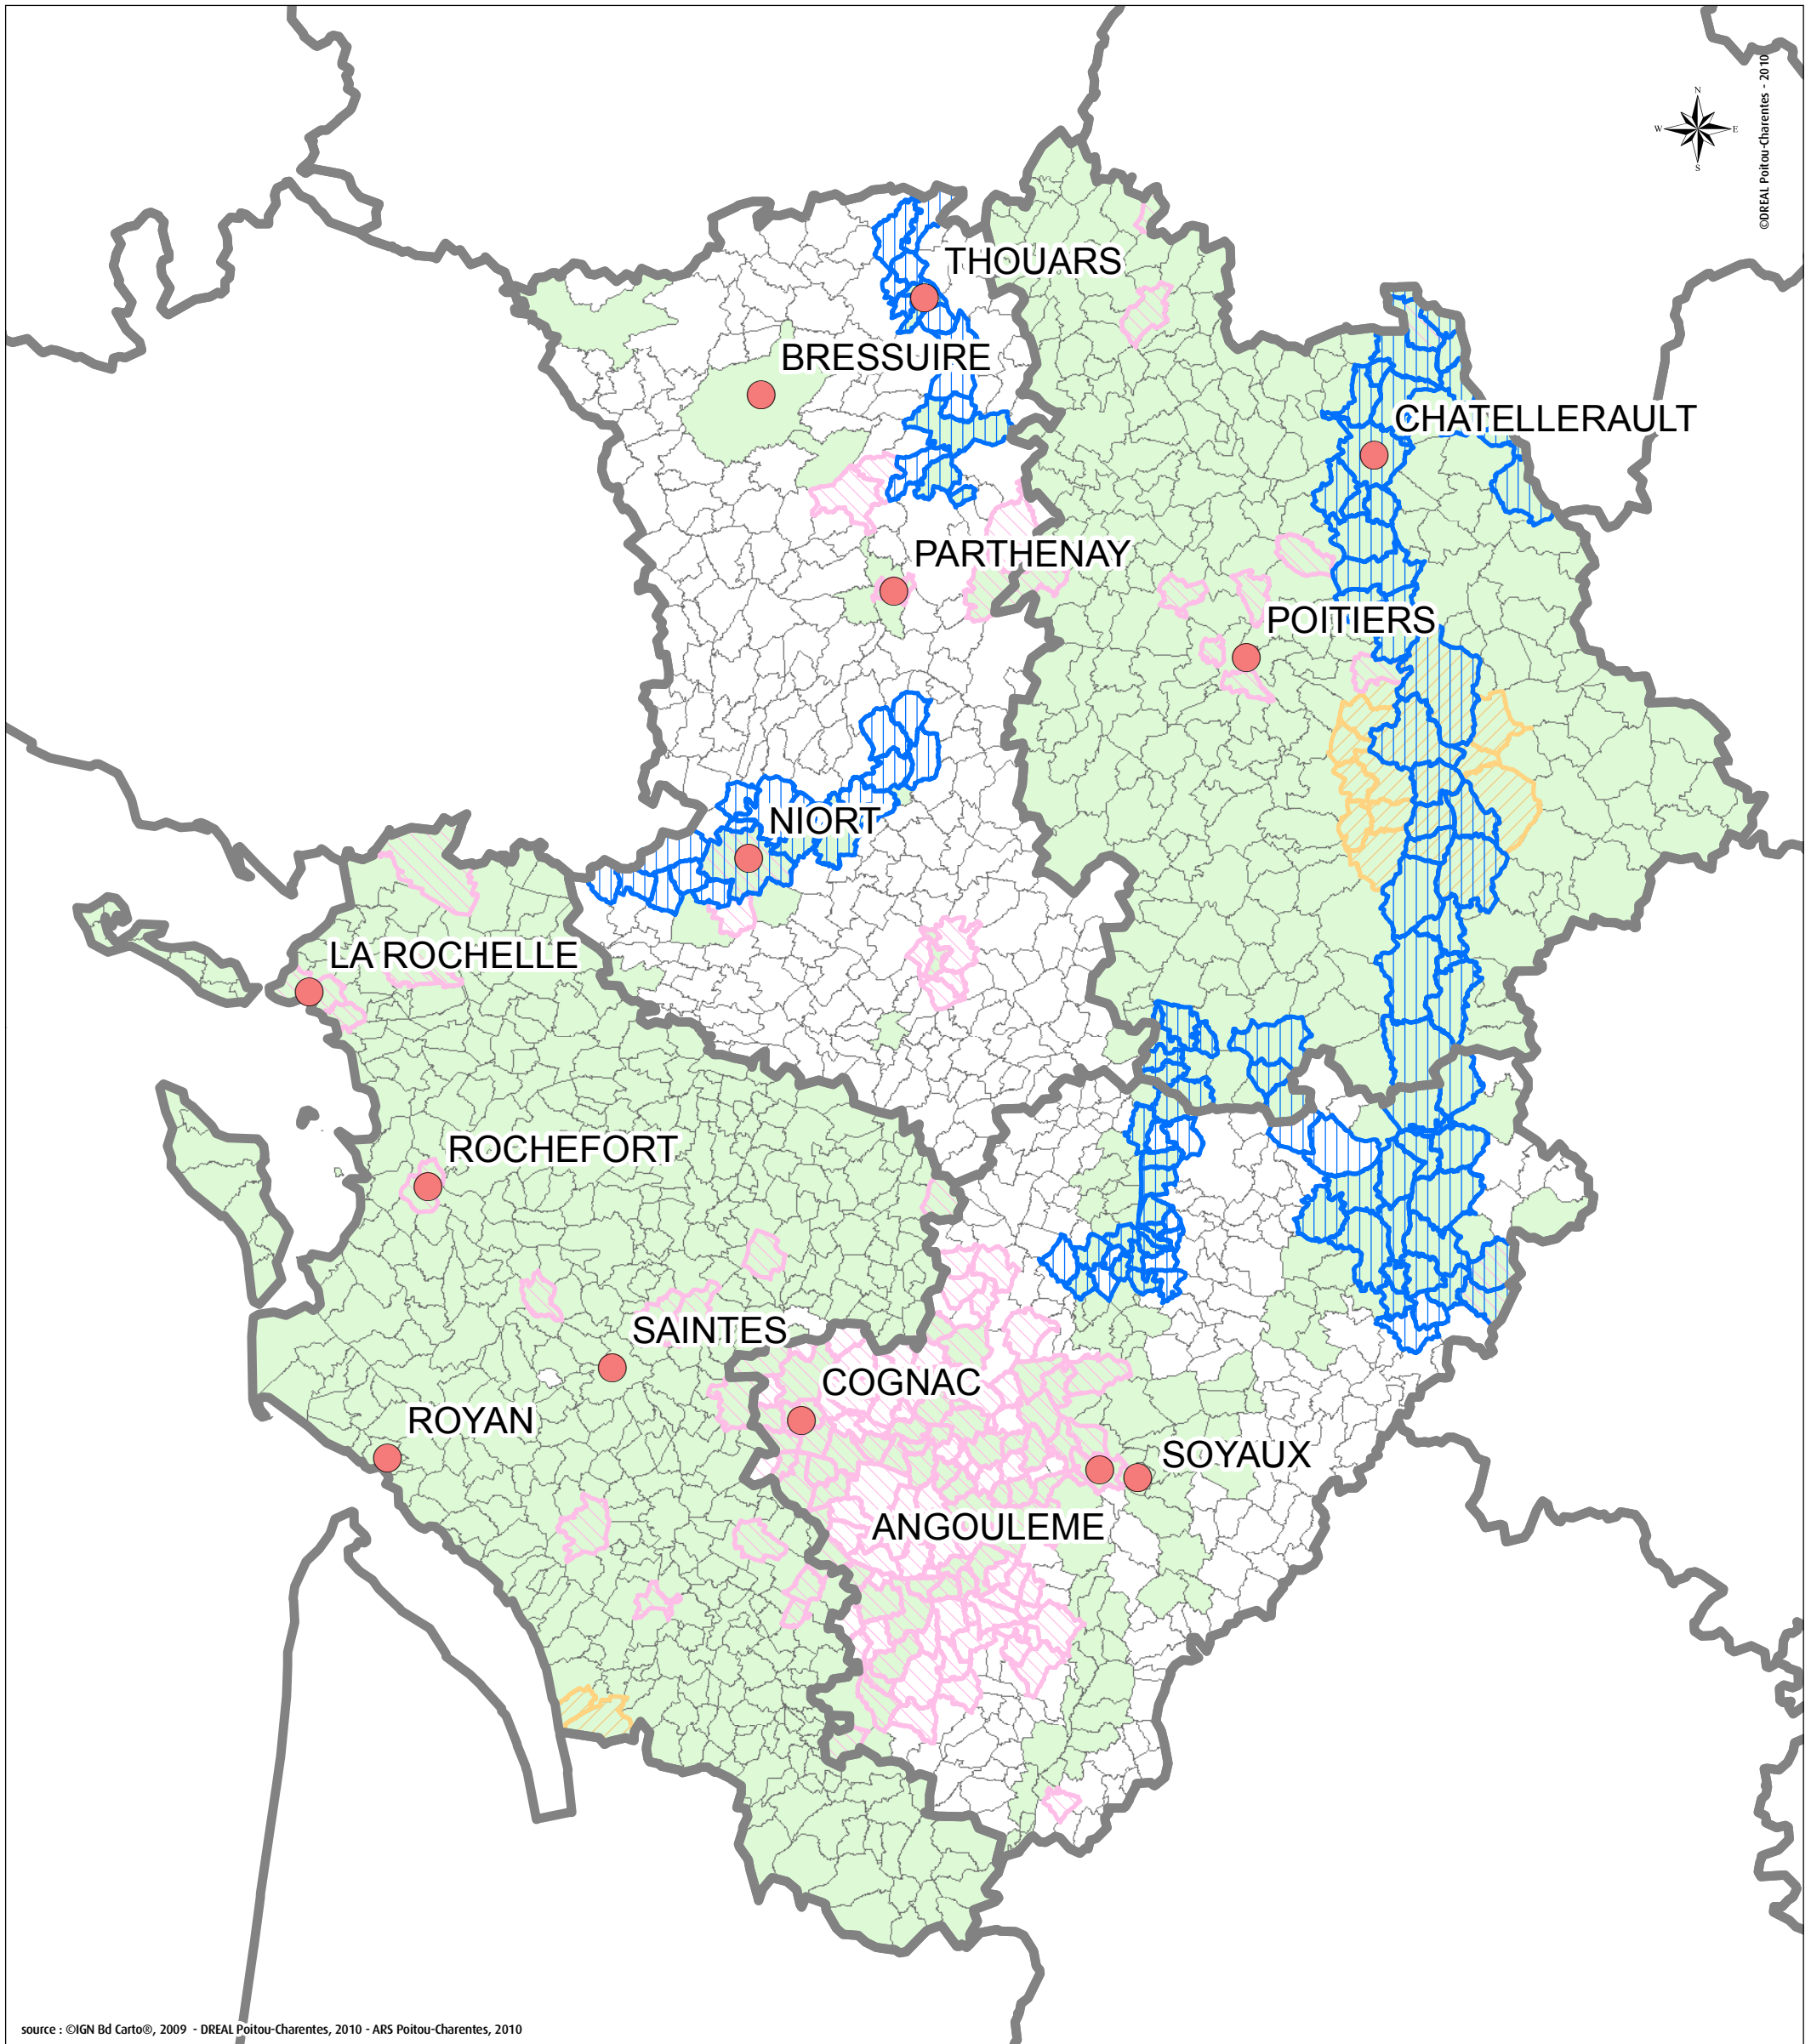 ©DREAL Poitou-Charentes - 2010
N
W
E
S
THOUARS
BRESSUIRE
CHATELLERAULT
PARTHENAY
POITIERS
NIORT
LA ROCHELLE
ROCHEFORT
SAINTES
COGNAC
ROYAN
SOYAUX
ANGOULEME
source : ©IGN Bd Carto®, 2009 - DREAL Poitou-Charentes, 2010 - ARS Poitou-Charentes, 2010